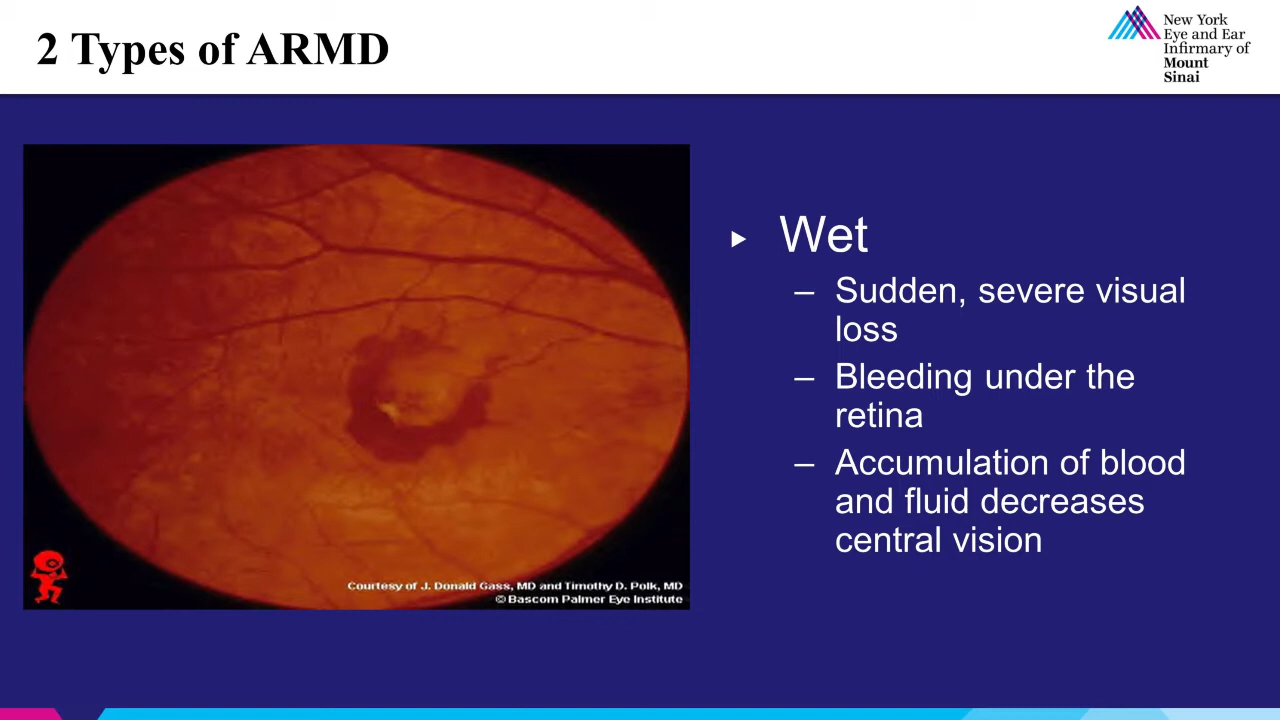 2 Types of ARMD
New York
Eye and Ear
Infirmary of
Mount
Sinai
Wet
– Sudden, severe visual
loss
– Bleeding under the
retina
– Accumulation of blood
and fluid decreases
central vision
Courtesy of J. Donald Gass, MD and Timothy D. Polk, MD
© Bascom Palmer Eye Institute